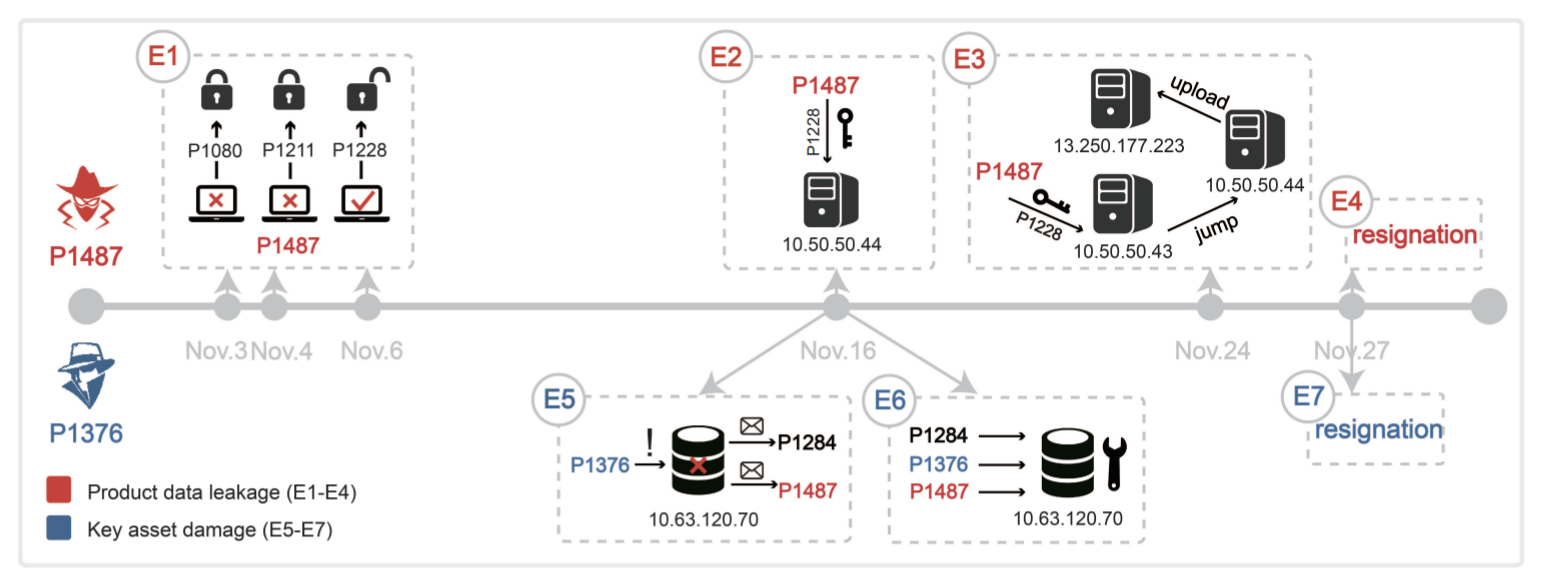 E1
P1080
P1211
P1228
P1487
E2
P1487
P1228
10.50.50.44
E3
upload
13.250.177.223
P1487
P1228
10.50.50.43
jump
10.50.50.44
E4
resignation
P1487
Nov.3
Nov.4
Nov.6
Nov.16
Nov.24
Nov.27
P1376
E5
P1376
!
P1284
P1487
10.63.120.70
E6
P1284
P1376
P1487
10.63.120.70
E7
resignation
Product data leakage (E1-E4)
Key asset damage (E5-E7)